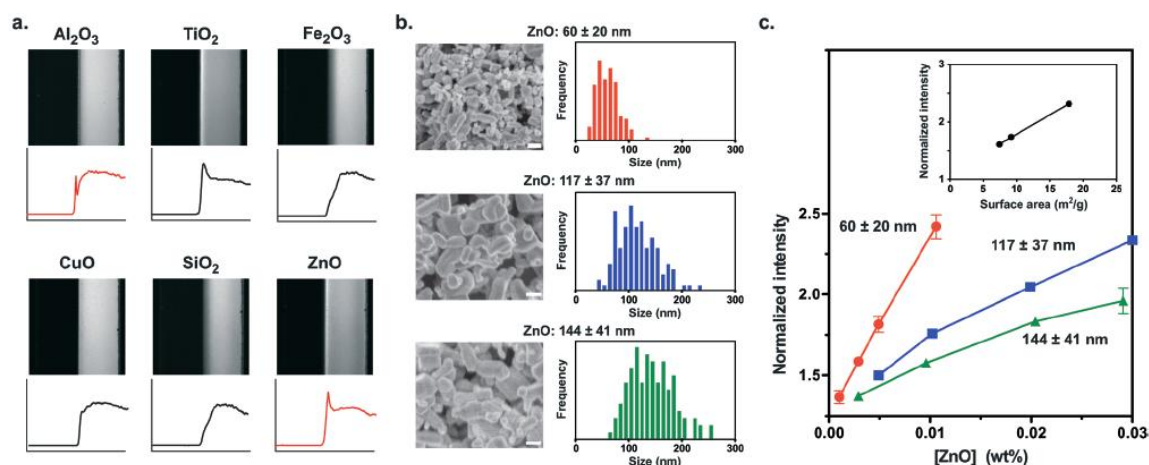 a.
Al₂O₃ TiO₂ Fe₂O₃
CuO SiO₂ ZnO
b.
ZnO: 60 ± 20 nm
Frequency
0 100 200 300
Size (nm)
ZnO: 117 ± 37 nm
Frequency
0 100 200 300
Size (nm)
ZnO: 144 ± 41 nm
Frequency
0 100 200 300
Size (nm)
c.
Normalized intensity
3
2
1
0 5 10 15 20 25
Surface area (m²/g)
60 ± 20 nm
117 ± 37 nm
144 ± 41 nm
Normalized intensity
2.5
2.0
1.5
0.00 0.01 0.02 0.03
[ZnO] (wt%)